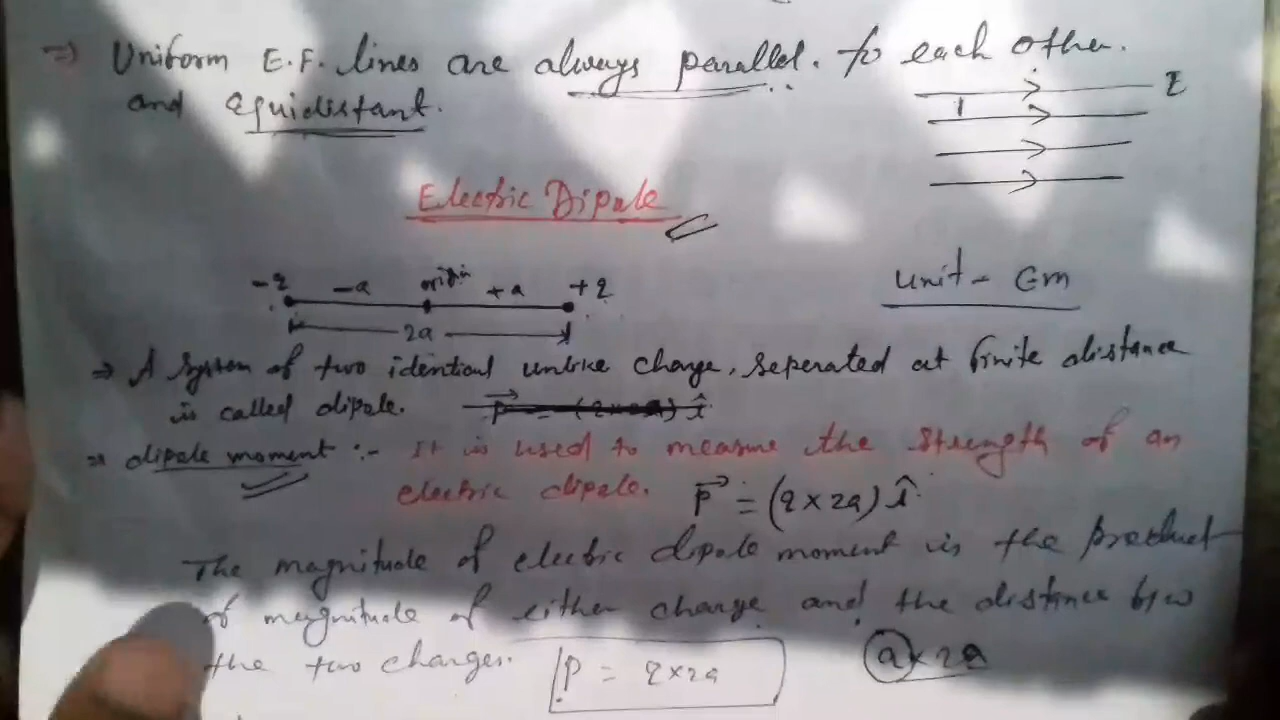 ⇒ Uniform E.F. lines are always parallel. to each other.
and equidistant.
E
Electric Dipole
-q -a origin +a +q
2a
Unit - Cm
⇒ A System of two identical unlike charge, seperated at finite distance
is called dipole.
⇒ dipole moment :- It is used to measure the strength of an
electric dipole. p⃗ = (q × 2a) î
The magnitude of electric dipole moment is the product
of magnitude of either charge and the distance b/w
the two charges. |p = q×2a